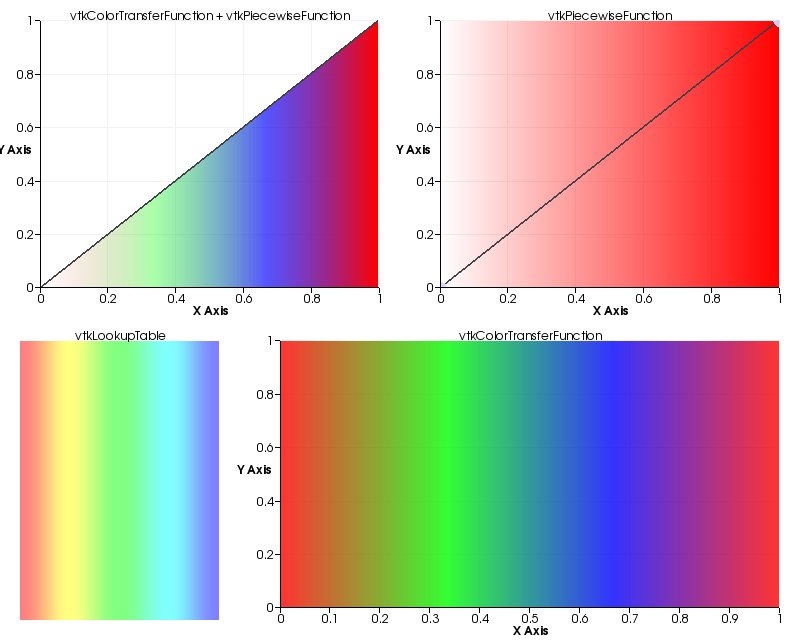 vtkColorTransferFunction + vtkPiecewiseFunction
1
0.8
0.6
Y Axis
0.4
0.2
0
0 0.2 0.4 0.6 0.8 1
X Axis
vtkPiecewiseFunction
1
0.8
0.6
Y Axis
0.4
0.2
0
0 0.2 0.4 0.6 0.8 1
X Axis
vtkLookupTable
vtkColorTransferFunction
1
0.8
0.6
Y Axis
0.4
0.2
0
0 0.1 0.2 0.3 0.4 0.5 0.6 0.7 0.8 0.9 1
X Axis